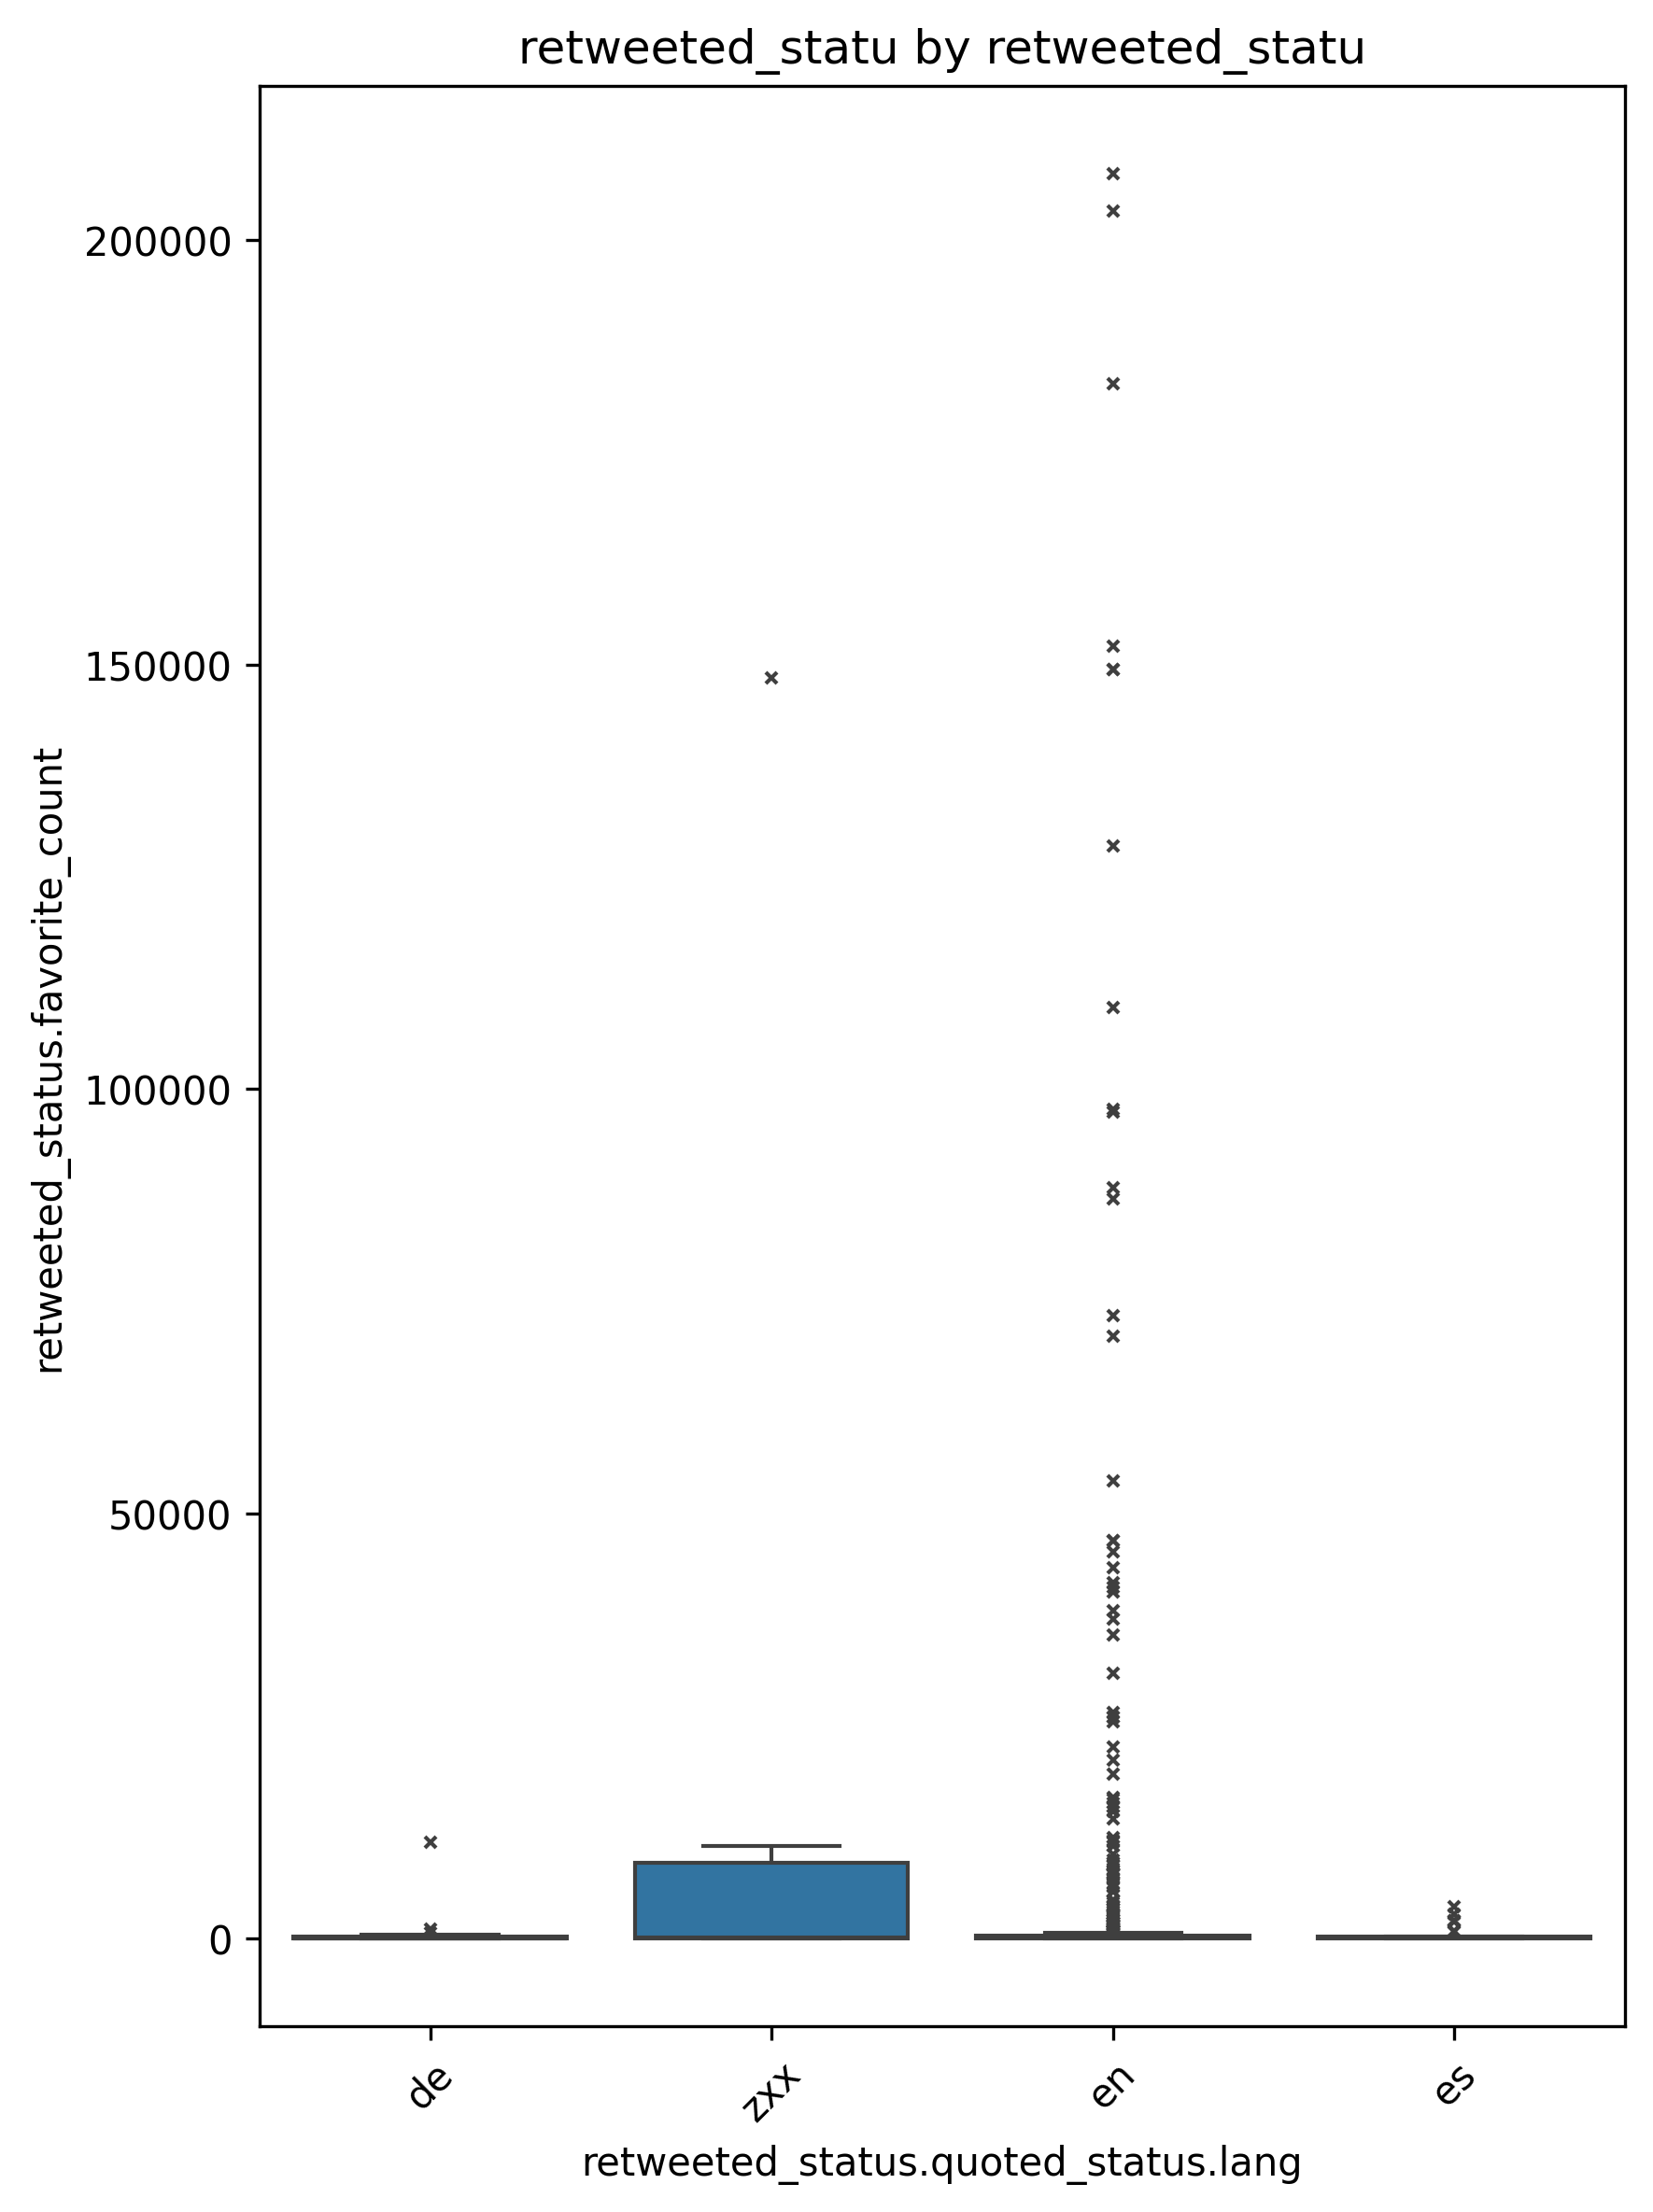 retweeted_statu by retweeted_statu
retweeted_status.favorite_count
200000
150000
100000
50000
0
de
zxx
en
es
retweeted_status.quoted_status.lang